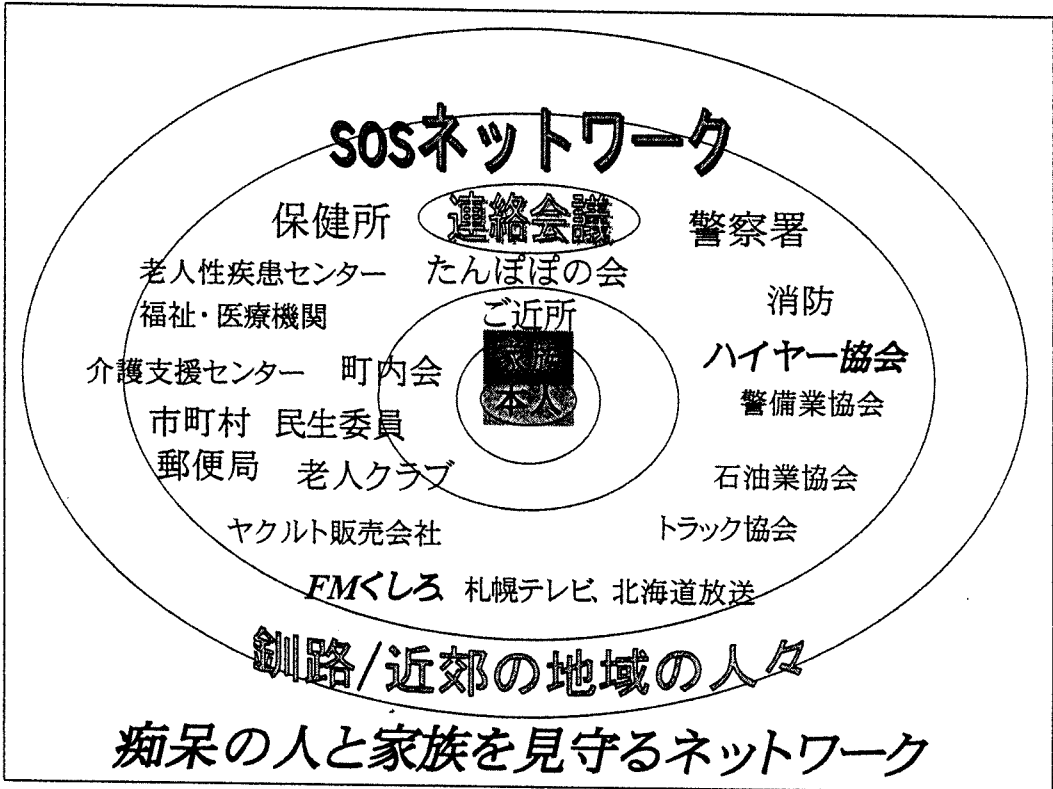 SOSネットワーク
保健所 連絡会議 警察署
老人性疾患センター たんぽぽの会
消防
福祉・医療機関 ご近所
家族
ハイヤー協会
介護支援センター 町内会
本人
警備業協会
市町村 民生委員
郵便局 老人クラブ
石油業協会
ヤクルト販売会社 トラック協会
FMくしろ 札幌テレビ、北海道放送
釧路/近郊の地域の人々
痴呆の人と家族を見守るネットワーク